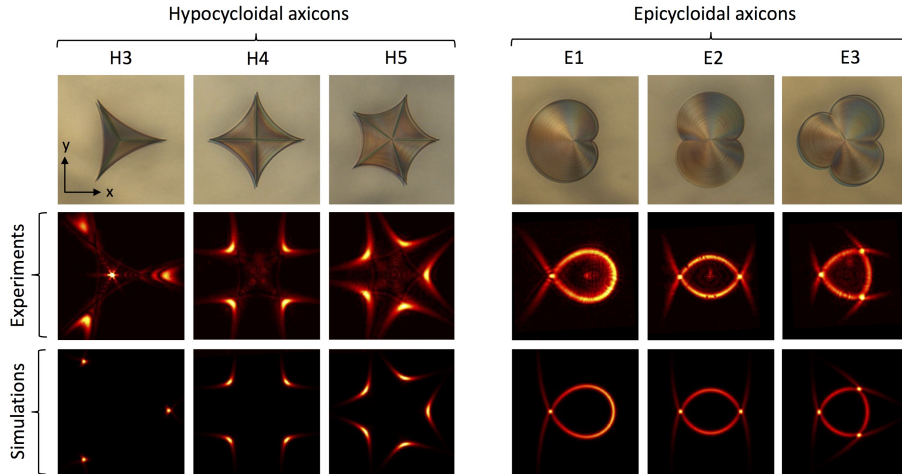 Hypocycloidal axicons
Epicycloidal axicons
H3
H4
H5
E1
E2
E3
y
x
Experiments
Simulations